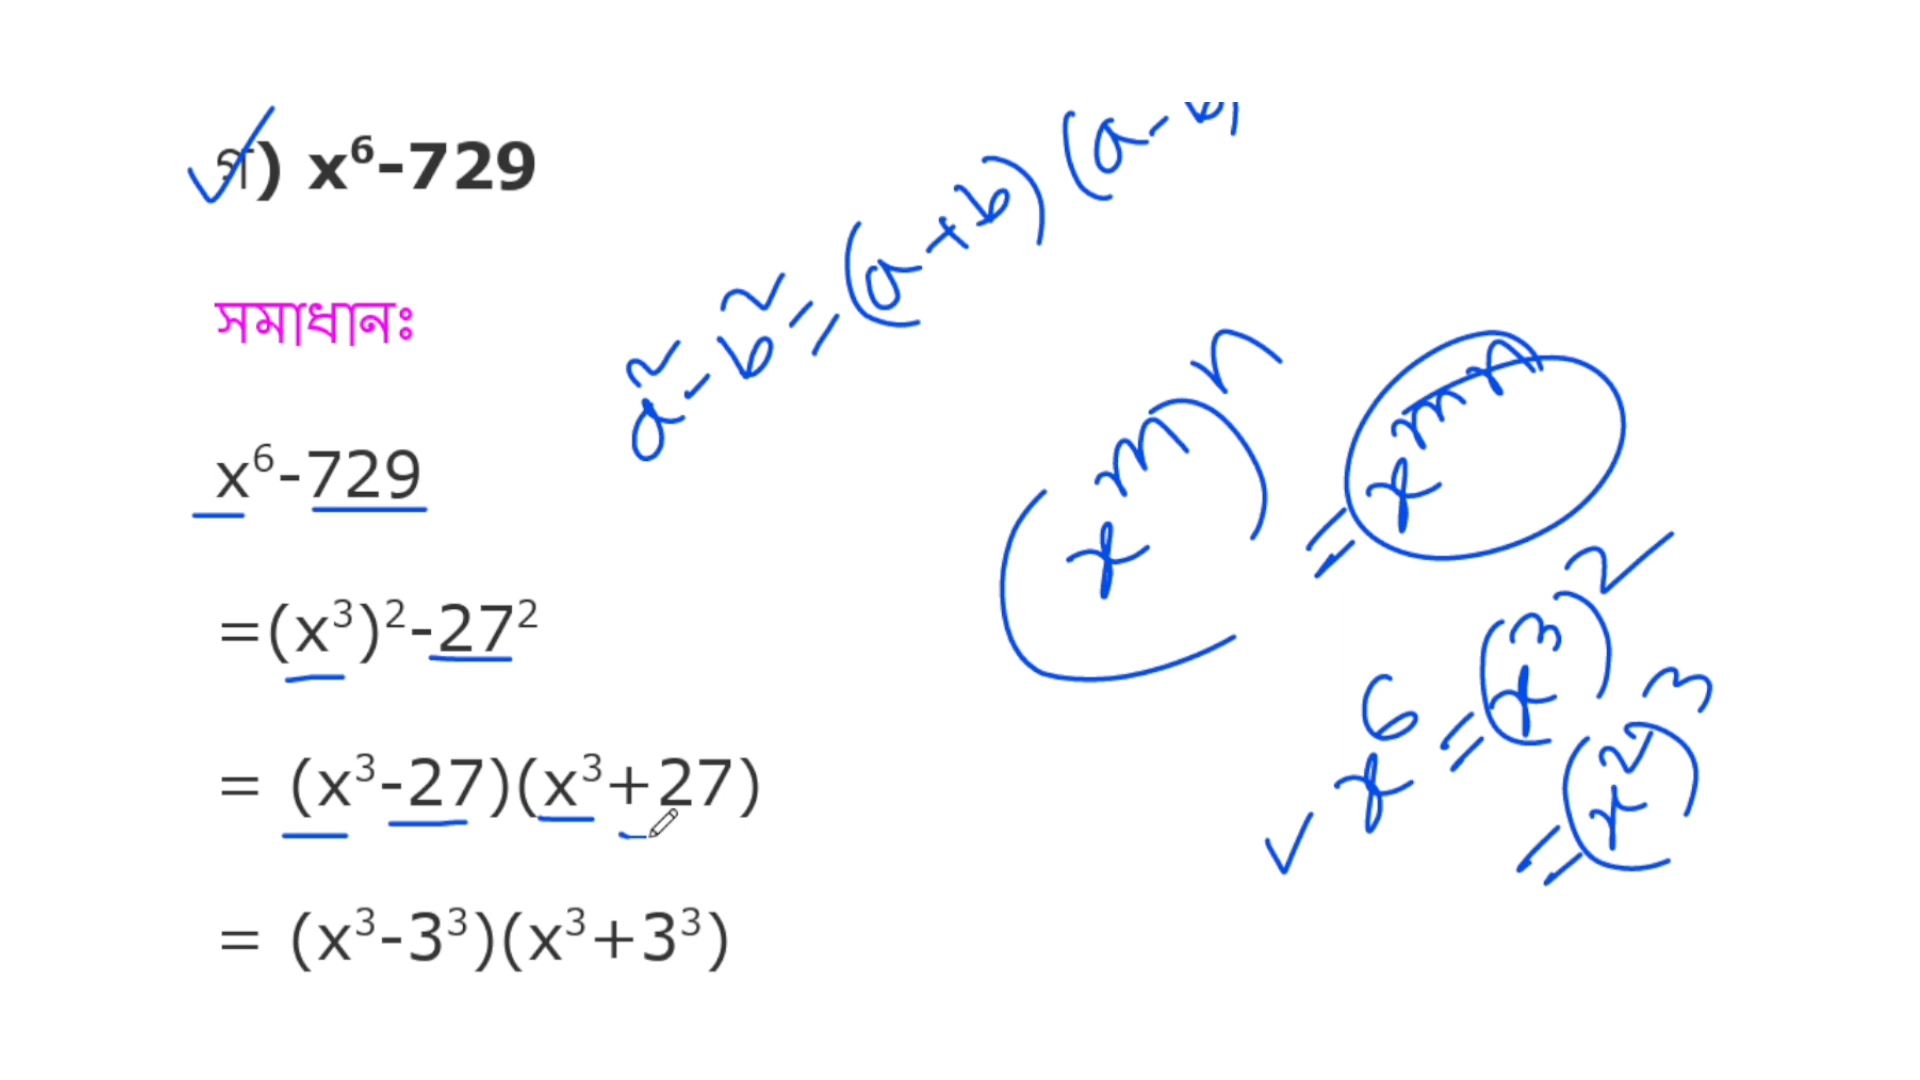 গ) x⁶-729
a²-b²=(a+b)(a-b)
সমাধানঃ
(xᵐ)ⁿ = xᵐⁿ
x⁶-729
=(x³)²-27²
x⁶=(x³)²
=(x²)³
= (x³-27)(x³+27)
= (x³-3³)(x³+3³)